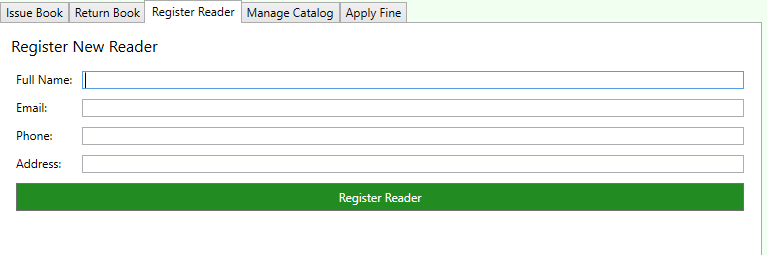 Issue Book Return Book Register Reader Manage Catalog Apply Fine
Register New Reader
Full Name:
Email:
Phone:
Address:
Register Reader